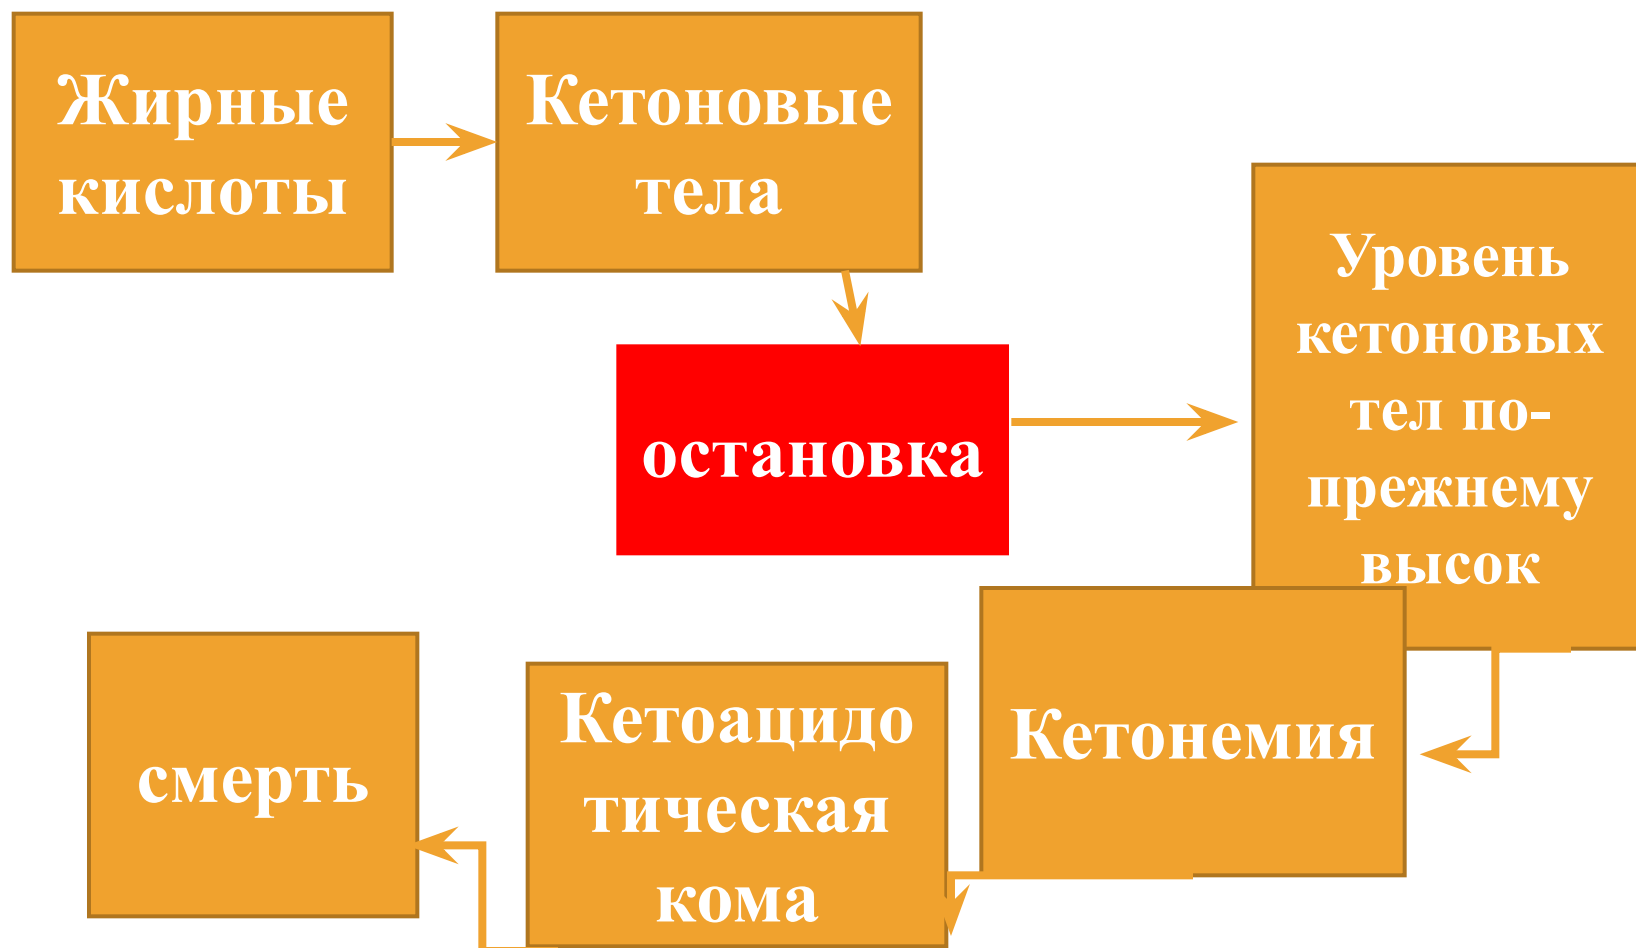 Жирные
кислоты
Кетоновые
тела
остановка
Уровень
кетоновых
тел по-
прежнему
высок
Кетонемия
Кетоацидо
тическая
кома
смерть